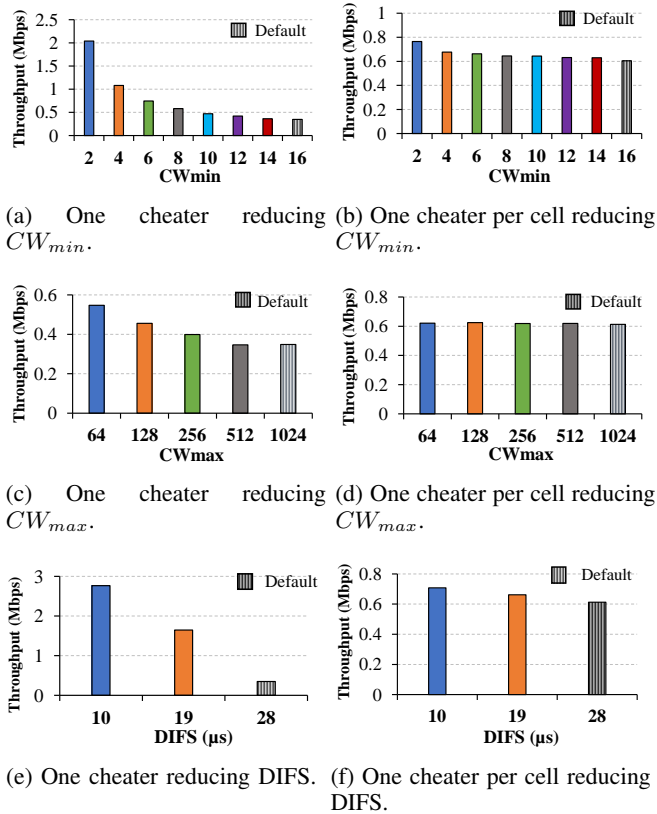 Throughput (Mbps)
2.5
2
1.5
1
0.5
0
Default
2 4 6 8 10 12 14 16
CWmin
(a) One cheater reducing
CW_min.
Throughput (Mbps)
1
0.8
0.6
0.4
0.2
0
Default
2 4 6 8 10 12 14 16
CWmin
(b) One cheater per cell reducing
CW_min.
Throughput (Mbps)
0.6
0.4
0.2
0
Default
64 128 256 512 1024
CWmax
(c) One cheater reducing
CW_max.
Throughput (Mbps)
0.8
0.6
0.4
0.2
0
Default
64 128 256 512 1024
CWmax
(d) One cheater per cell reducing
CW_max.
Throughput (Mbps)
3
2
1
0
Default
10 19 28
DIFS (µs)
(e) One cheater reducing DIFS.
Throughput (Mbps)
0.8
0.6
0.4
0.2
0
Default
10 19 28
DIFS (µs)
(f) One cheater per cell reducing
DIFS.